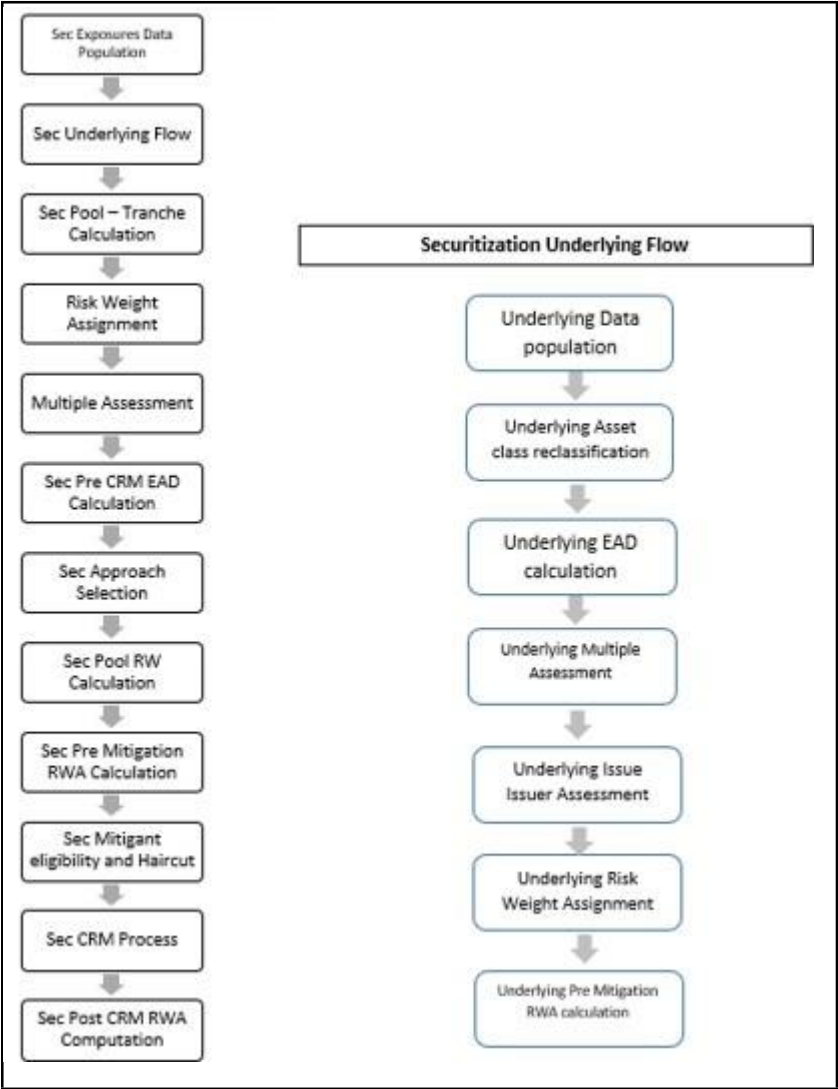 Sec Exposures Data
Population
Sec Underlying Flow
Sec Pool – Tranche
Calculation
Risk Weight
Assignment
Multiple Assessment
Sec Pre CRM EAD
Calculation
Sec Approach
Selection
Sec Pool RW
Calculation
Sec Pre Mitigation
RWA Calculation
Sec Mitigant
eligibility and Haircut
Sec CRM Process
Sec Post CRM RWA
Computation
Securitization Underlying Flow
Underlying Data
population
Underlying Asset
class reclassification
Underlying EAD
calculation
Underlying Multiple
Assessment
Underlying Issue
Issuer Assessment
Underlying Risk
Weight Assignment
Underlying Pre Mitigation
RWA calculation